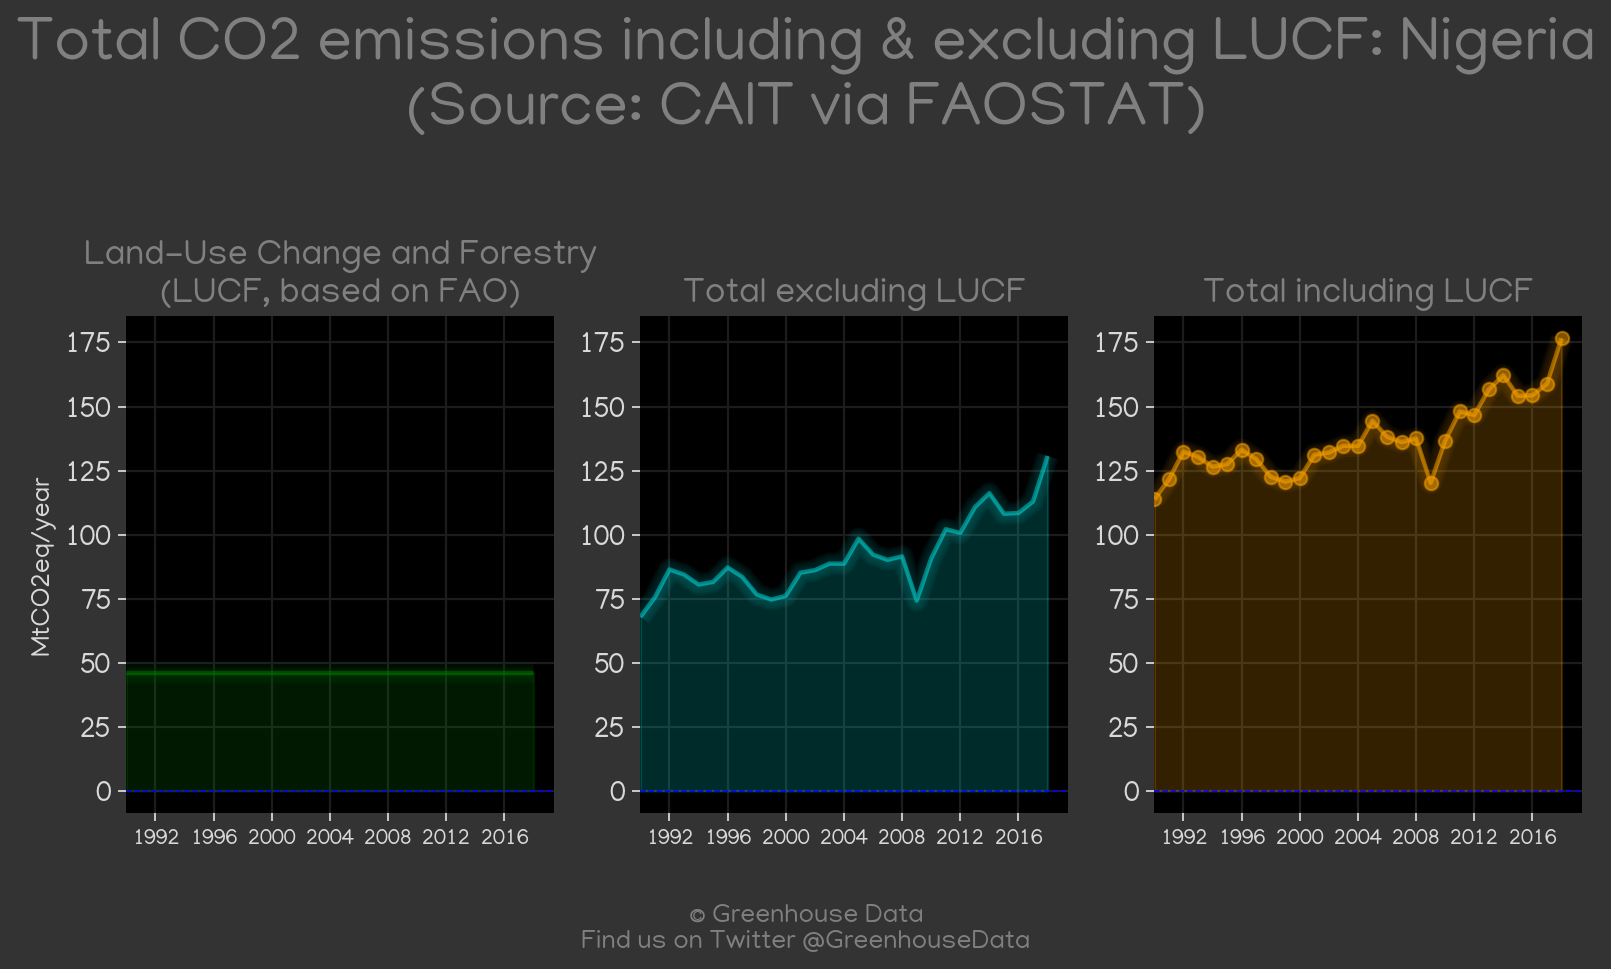 Total CO2 emissions including & excluding LUCF: Nigeria
(Source: CAIT via FAOSTAT)
Land-Use Change and Forestry
(LUCF, based on FAO)
MtCO2eq/year
175
150
125
100
75
50
25
0
1992 1996 2000 2004 2008 2012 2016
Total excluding LUCF
175
150
125
100
75
50
25
0
1992 1996 2000 2004 2008 2012 2016
Total including LUCF
175
150
125
100
75
50
25
0
1992 1996 2000 2004 2008 2012 2016
© Greenhouse Data
Find us on Twitter @GreenhouseData